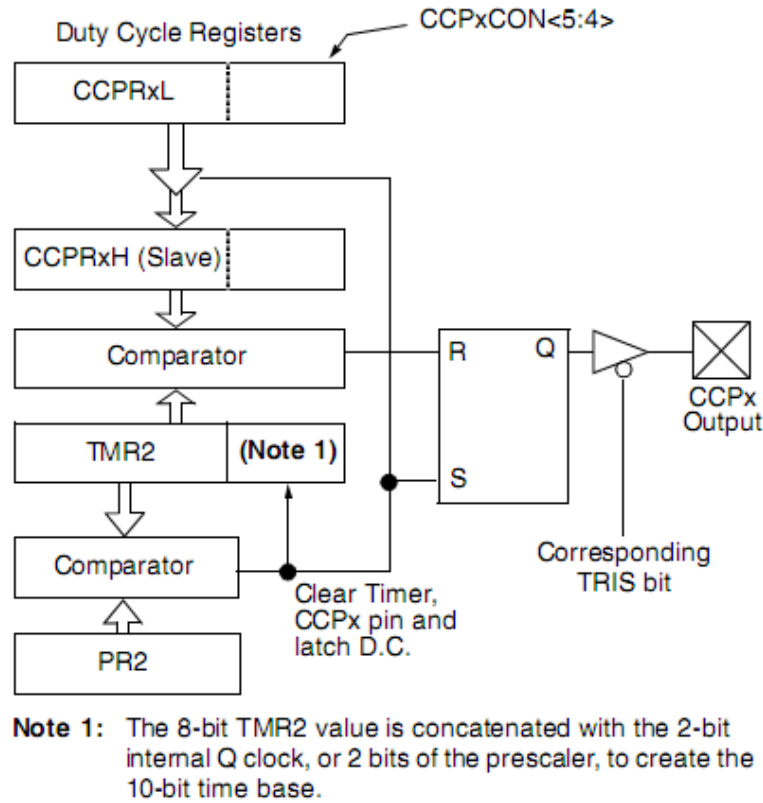 Duty Cycle Registers
CCPxCON<5:4>
CCPRxL
CCPRxH (Slave)
Comparator
R
Q
CCPx
Output
TMR2
(Note 1)
S
Comparator
Corresponding
TRIS bit
Clear Timer,
CCPx pin and
latch D.C.
PR2
Note 1: The 8-bit TMR2 value is concatenated with the 2-bit
internal Q clock, or 2 bits of the prescaler, to create the
10-bit time base.